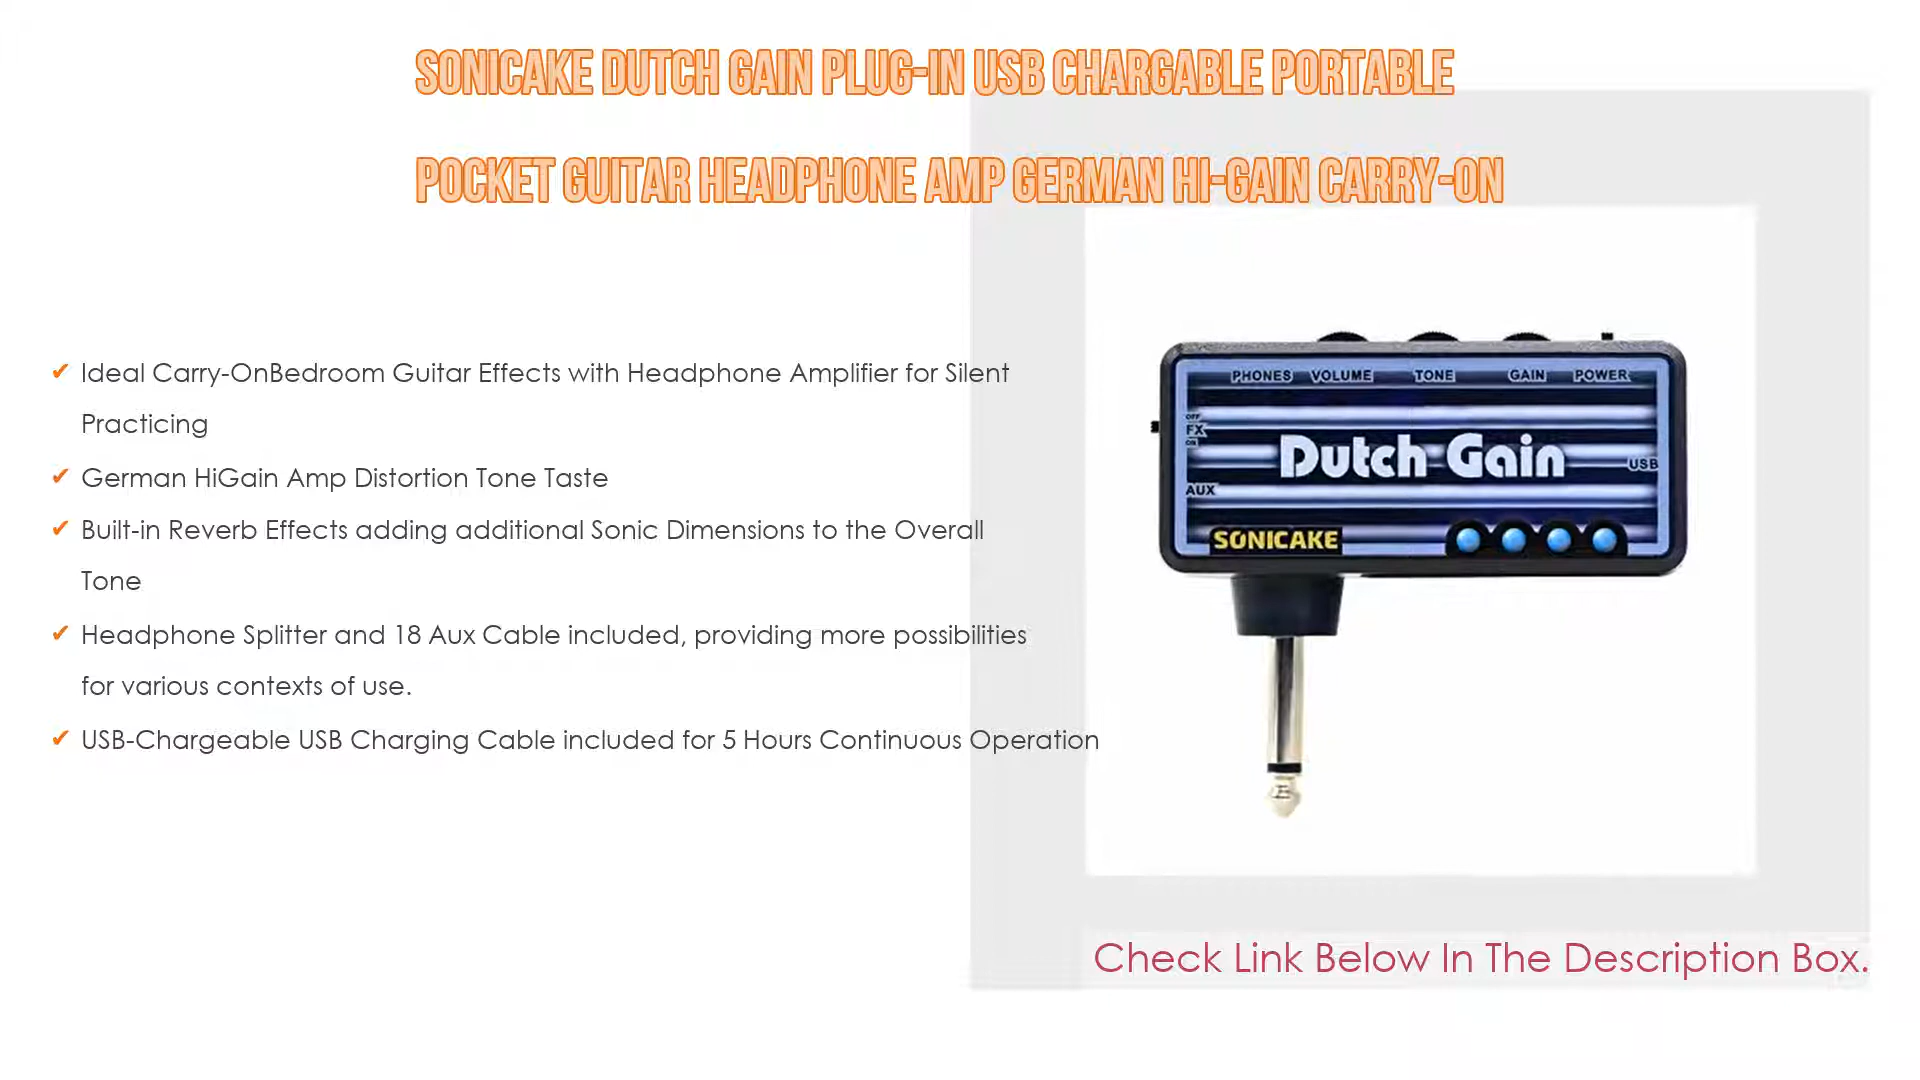 SONICAKE DUTCH GAIN PLUG-IN USB CHARGABLE PORTABLE
POCKET GUITAR HEADPHONE AMP GERMAN HI-GAIN CARRY-ON
✔ Ideal Carry-OnBedroom Guitar Effects with Headphone Amplifier for Silent
Practicing
✔ German HiGain Amp Distortion Tone Taste
✔ Built-in Reverb Effects adding additional Sonic Dimensions to the Overall
Tone
✔ Headphone Splitter and 18 Aux Cable included, providing more possibilities
for various contexts of use.
✔ USB-Chargeable USB Charging Cable included for 5 Hours Continuous Operation
PHONES VOLUME TONE GAIN POWER
OFF
FX
ON
Dutch Gain
USB
AUX
SONICAKE
Check Link Below In The Description Box.